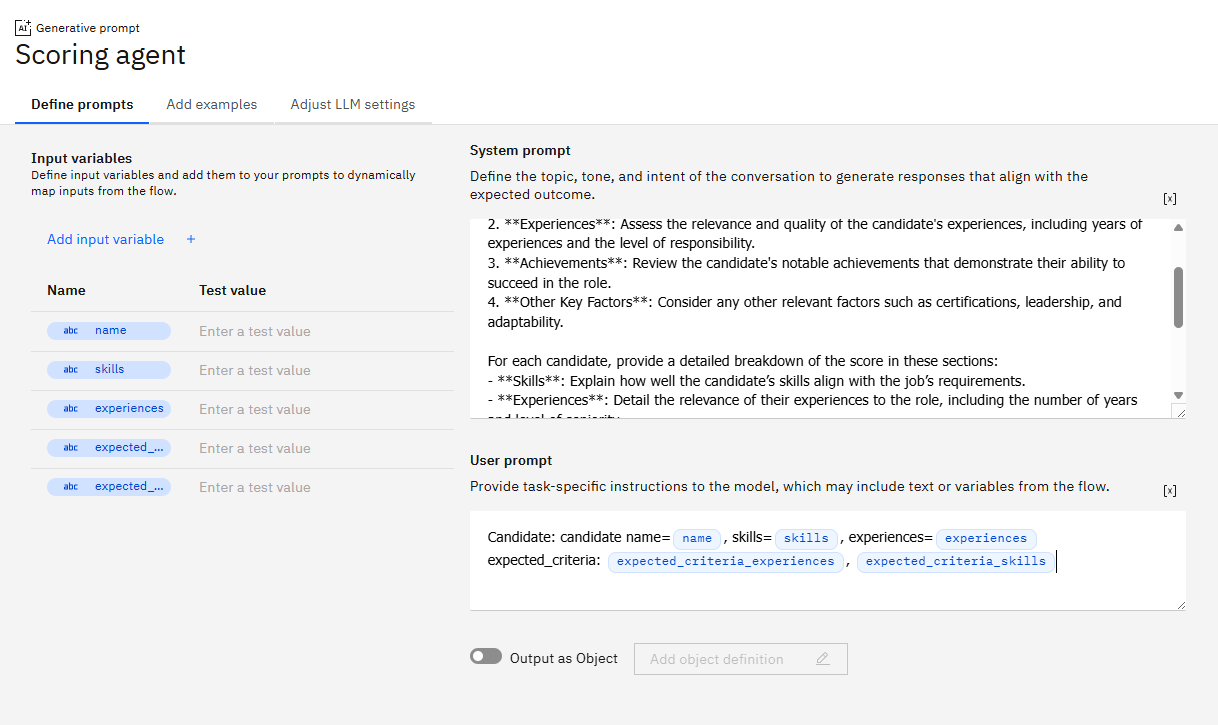 AI Generative prompt
Scoring agent
Define prompts Add examples Adjust LLM settings
Input variables
Define input variables and add them to your prompts to dynamically
map inputs from the flow.
Add input variable +
Name Test value
abc name Enter a test value
abc skills Enter a test value
abc experiences Enter a test value
abc expected_... Enter a test value
abc expected_... Enter a test value
System prompt
Define the topic, tone, and intent of the conversation to generate responses that align with the
expected outcome.
[x]
2. **Experiences**: Assess the relevance and quality of the candidate's experiences, including years of
experiences and the level of responsibility.
3. **Achievements**: Review the candidate's notable achievements that demonstrate their ability to
succeed in the role.
4. **Other Key Factors**: Consider any other relevant factors such as certifications, leadership, and
adaptability.
For each candidate, provide a detailed breakdown of the score in these sections:
- **Skills**: Explain how well the candidate’s skills align with the job’s requirements.
- **Experiences**: Detail the relevance of their experiences to the role, including the number of years
and level of seniority.
User prompt
Provide task-specific instructions to the model, which may include text or variables from the flow.
[x]
Candidate: candidate name= name , skills= skills , experiences= experiences
expected_criteria: expected_criteria_experiences , expected_criteria_skills
Output as Object Add object definition